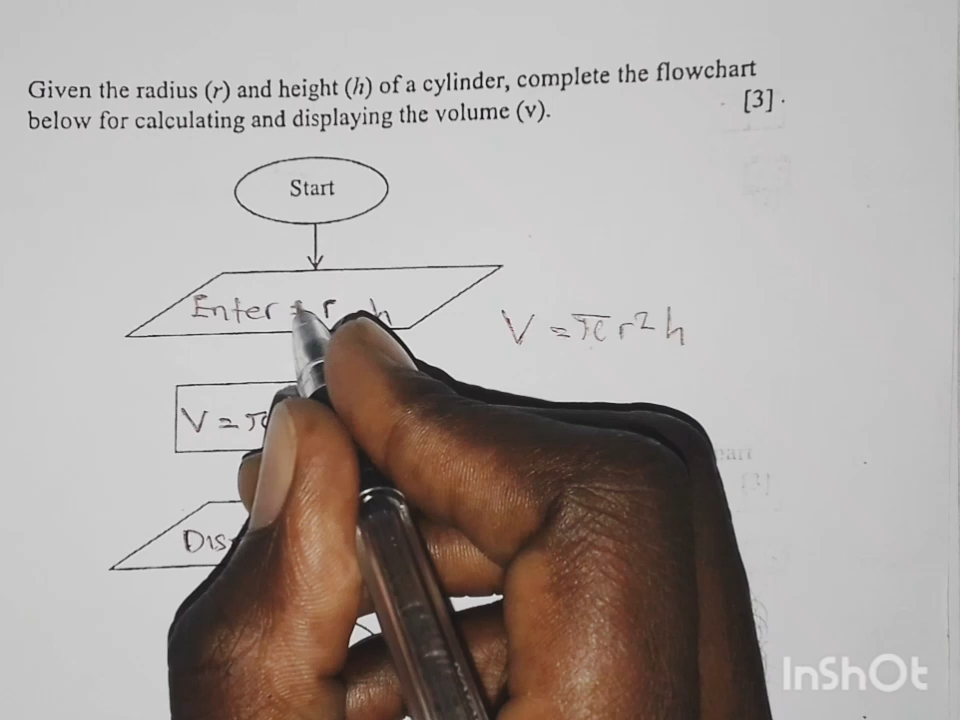 Given the radius (r) and height (h) of a cylinder, complete the flowchart
below for calculating and displaying the volume (v). [3]
Start
Enter r h
V = πr²h
V = π
Dis
InShOt